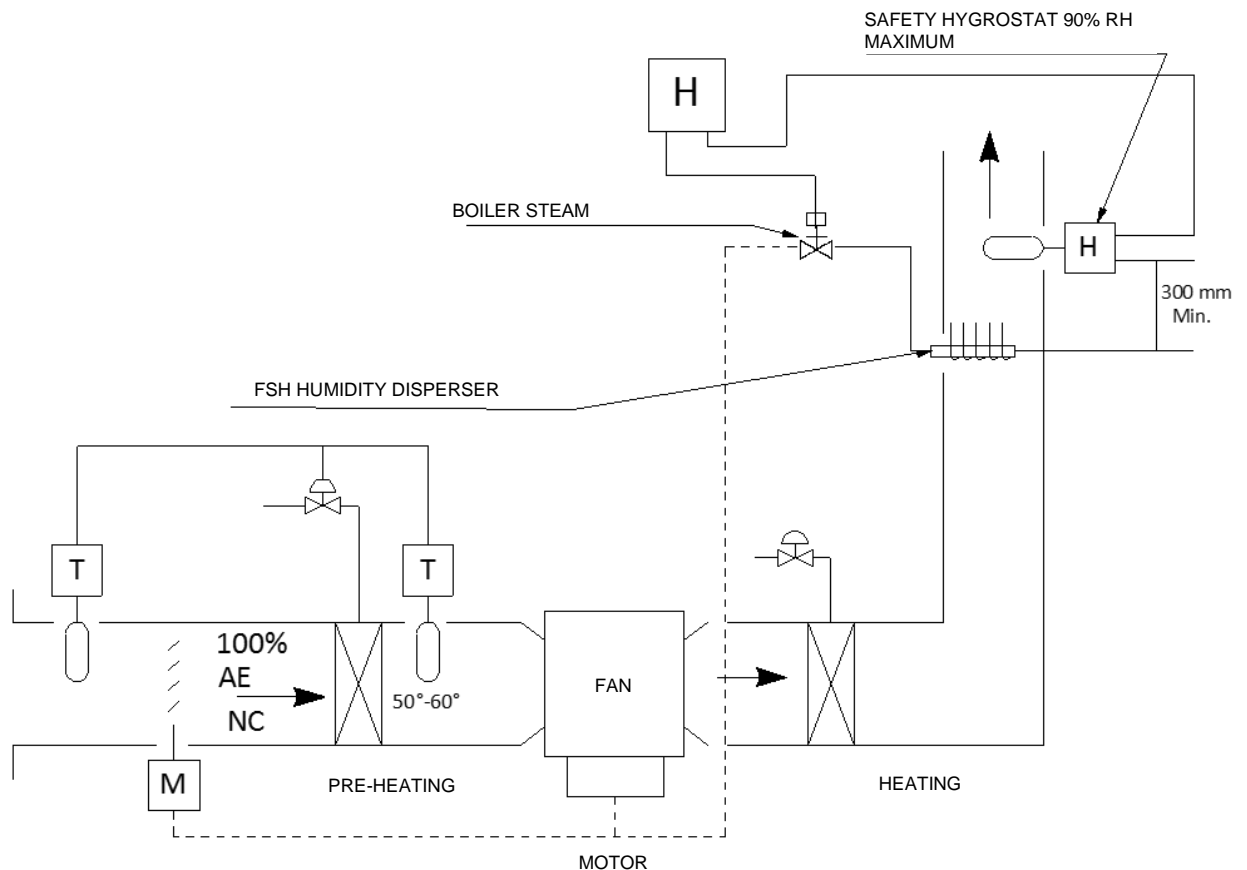 SAFETY HYGROSTAT 90% RH
MAXIMUM
H
BOILER STEAM
H
300 mm
Min.
FSH HUMIDITY DISPERSER
T
T
100%
AE
NC
50°-60°
FAN
M
PRE-HEATING
HEATING
MOTOR